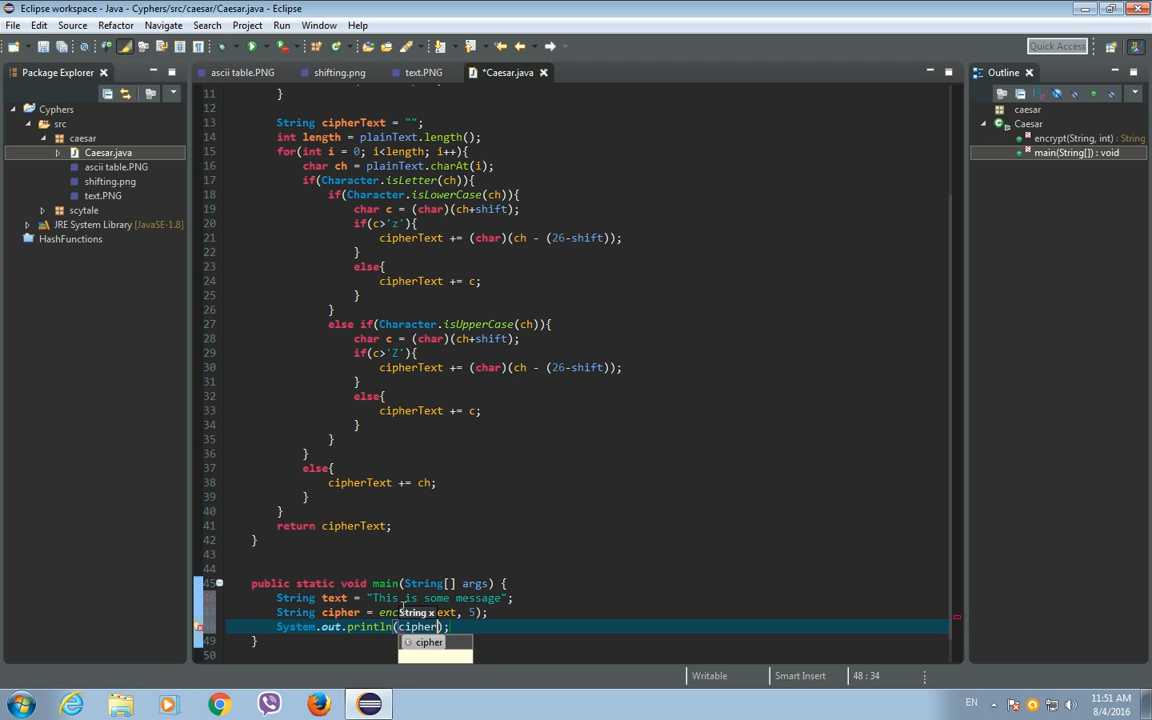 Eclipse workspace - Java - Cyphers/src/caesar/Caesar.java - Eclipse
File Edit Source Refactor Navigate Search Project Run Window Help
Quick Access
Package Explorer
ascii table.PNG
shifting.png
text.PNG
*Caesar.java
Outline
Cyphers
src
caesar
Caesar.java
ascii table.PNG
shifting.png
text.PNG
scytale
JRE System Library [JavaSE-1.8]
HashFunctions
11 }
12
13 String cipherText = "";
14 int length = plainText.length();
15 for(int i = 0; i<length; i++){
16 char ch = plainText.charAt(i);
17 if(Character.isLetter(ch)){
18 if(Character.isLowerCase(ch)){
19 char c = (char)(ch+shift);
20 if(c>'z'){
21 cipherText += (char)(ch - (26-shift));
22 }
23 else{
24 cipherText += c;
25 }
26 }
27 else if(Character.isUpperCase(ch)){
28 char c = (char)(ch+shift);
29 if(c>'Z'){
30 cipherText += (char)(ch - (26-shift));
31 }
32 else{
33 cipherText += c;
34 }
35 }
36 }
37 else{
38 cipherText += ch;
39 }
40 }
41 return cipherText;
42 }
43
44
45 public static void main(String[] args) {
String text = "This is some message";
String cipher = enc ext, 5);
String x
System.out.println(cipher);
cipher
49 }
50
caesar
Caesar
encrypt(String, int) : String
main(String[]) : void
Writable
Smart Insert
48 : 34
EN
11:51 AM
8/4/2016